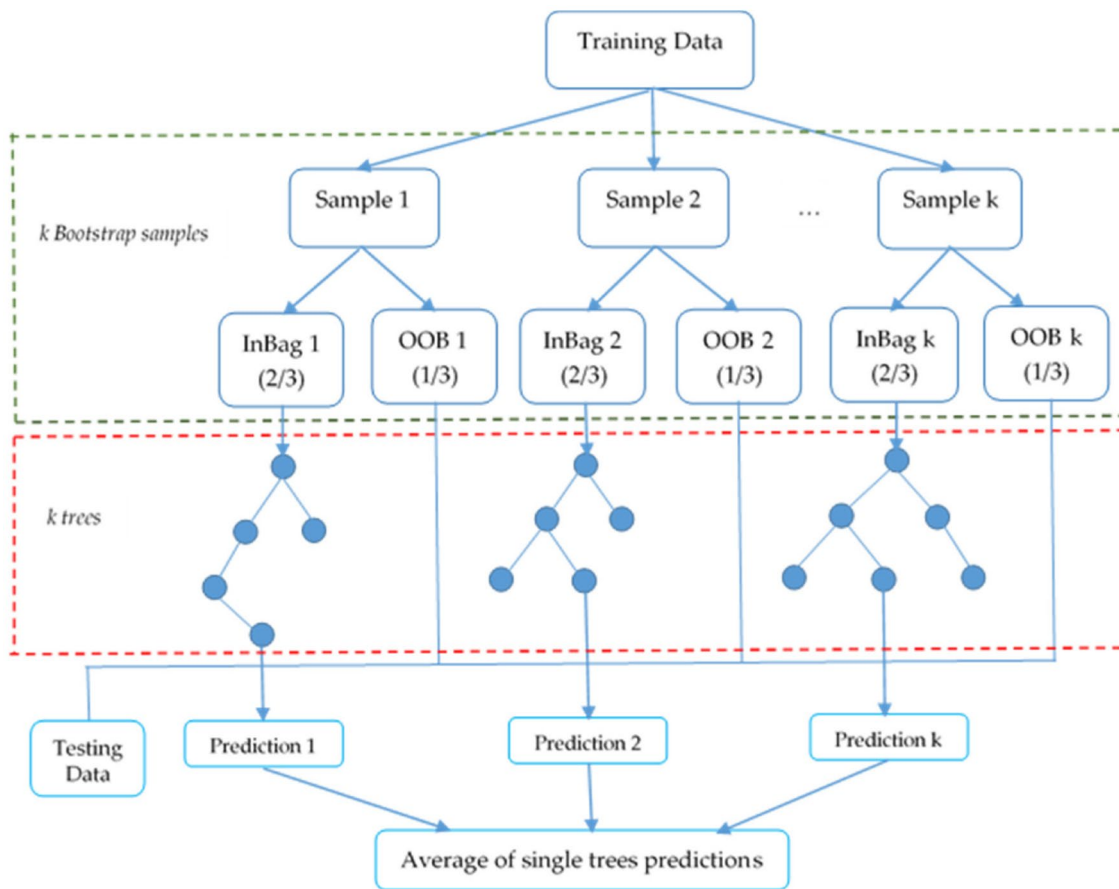 Training Data
Sample 1
Sample 2
...
Sample k
k Bootstrap samples
InBag 1
(2/3)
OOB 1
(1/3)
InBag 2
(2/3)
OOB 2
(1/3)
InBag k
(2/3)
OOB k
(1/3)
k trees
Testing
Data
Prediction 1
Prediction 2
Prediction k
Average of single trees predictions